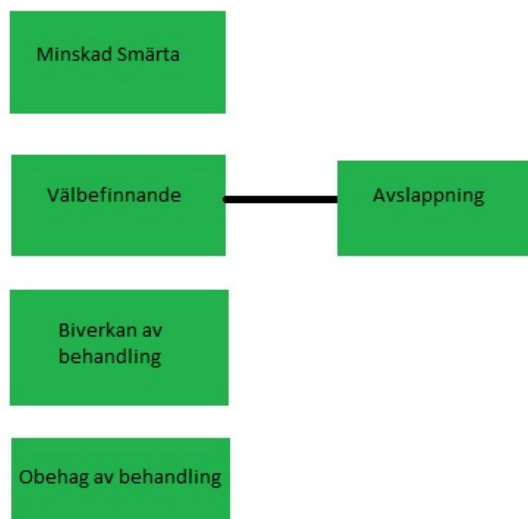 Minskad Smärta
Välbefinnande
Avslappning
Biverkan av
behandling
Obehag av behandling